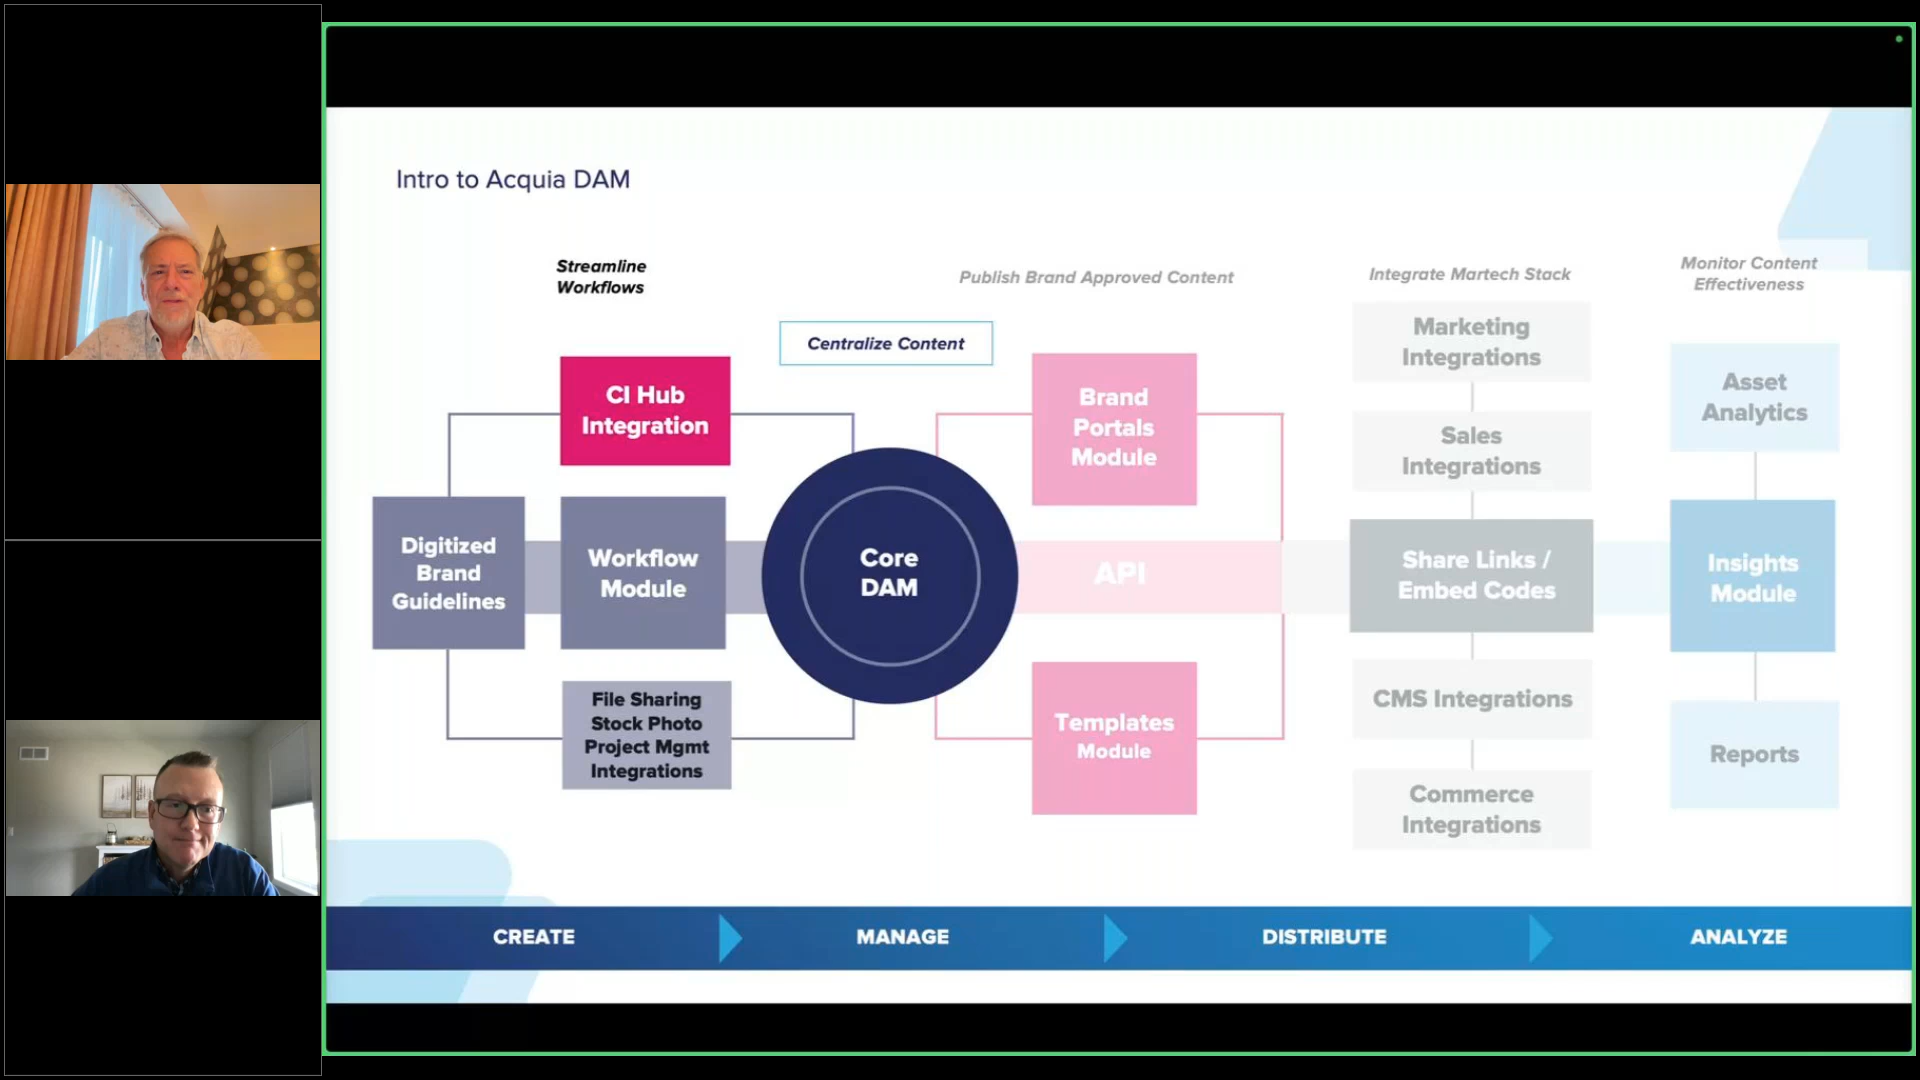 Intro to Acquia DAM
Streamline
Workflows
Centralize Content
Publish Brand Approved Content
Integrate Martech Stack
Monitor Content
Effectiveness
CI Hub
Integration
Digitized
Brand
Guidelines
Workflow
Module
File Sharing
Stock Photo
Project Mgmt
Integrations
Core
DAM
Brand
Portals
Module
API
Templates
Module
Marketing
Integrations
Sales
Integrations
Share Links /
Embed Codes
CMS Integrations
Commerce
Integrations
Asset
Analytics
Insights
Module
Reports
CREATE
MANAGE
DISTRIBUTE
ANALYZE